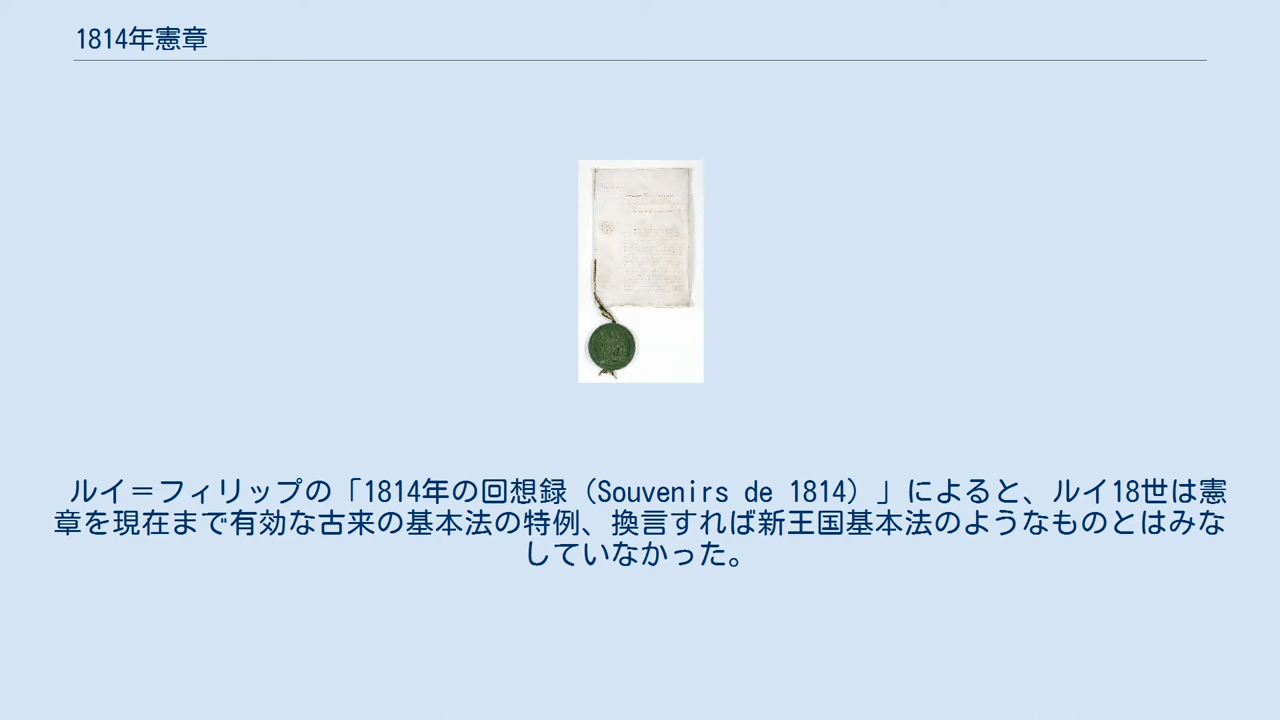 1814年憲章
ルイ＝フィリップの「1814年の回想録（Souvenirs de 1814）」によると、ルイ18世は憲
章を現在まで有効な古来の基本法の特例、換言すれば新王国基本法のようなものとはみな
していなかった。